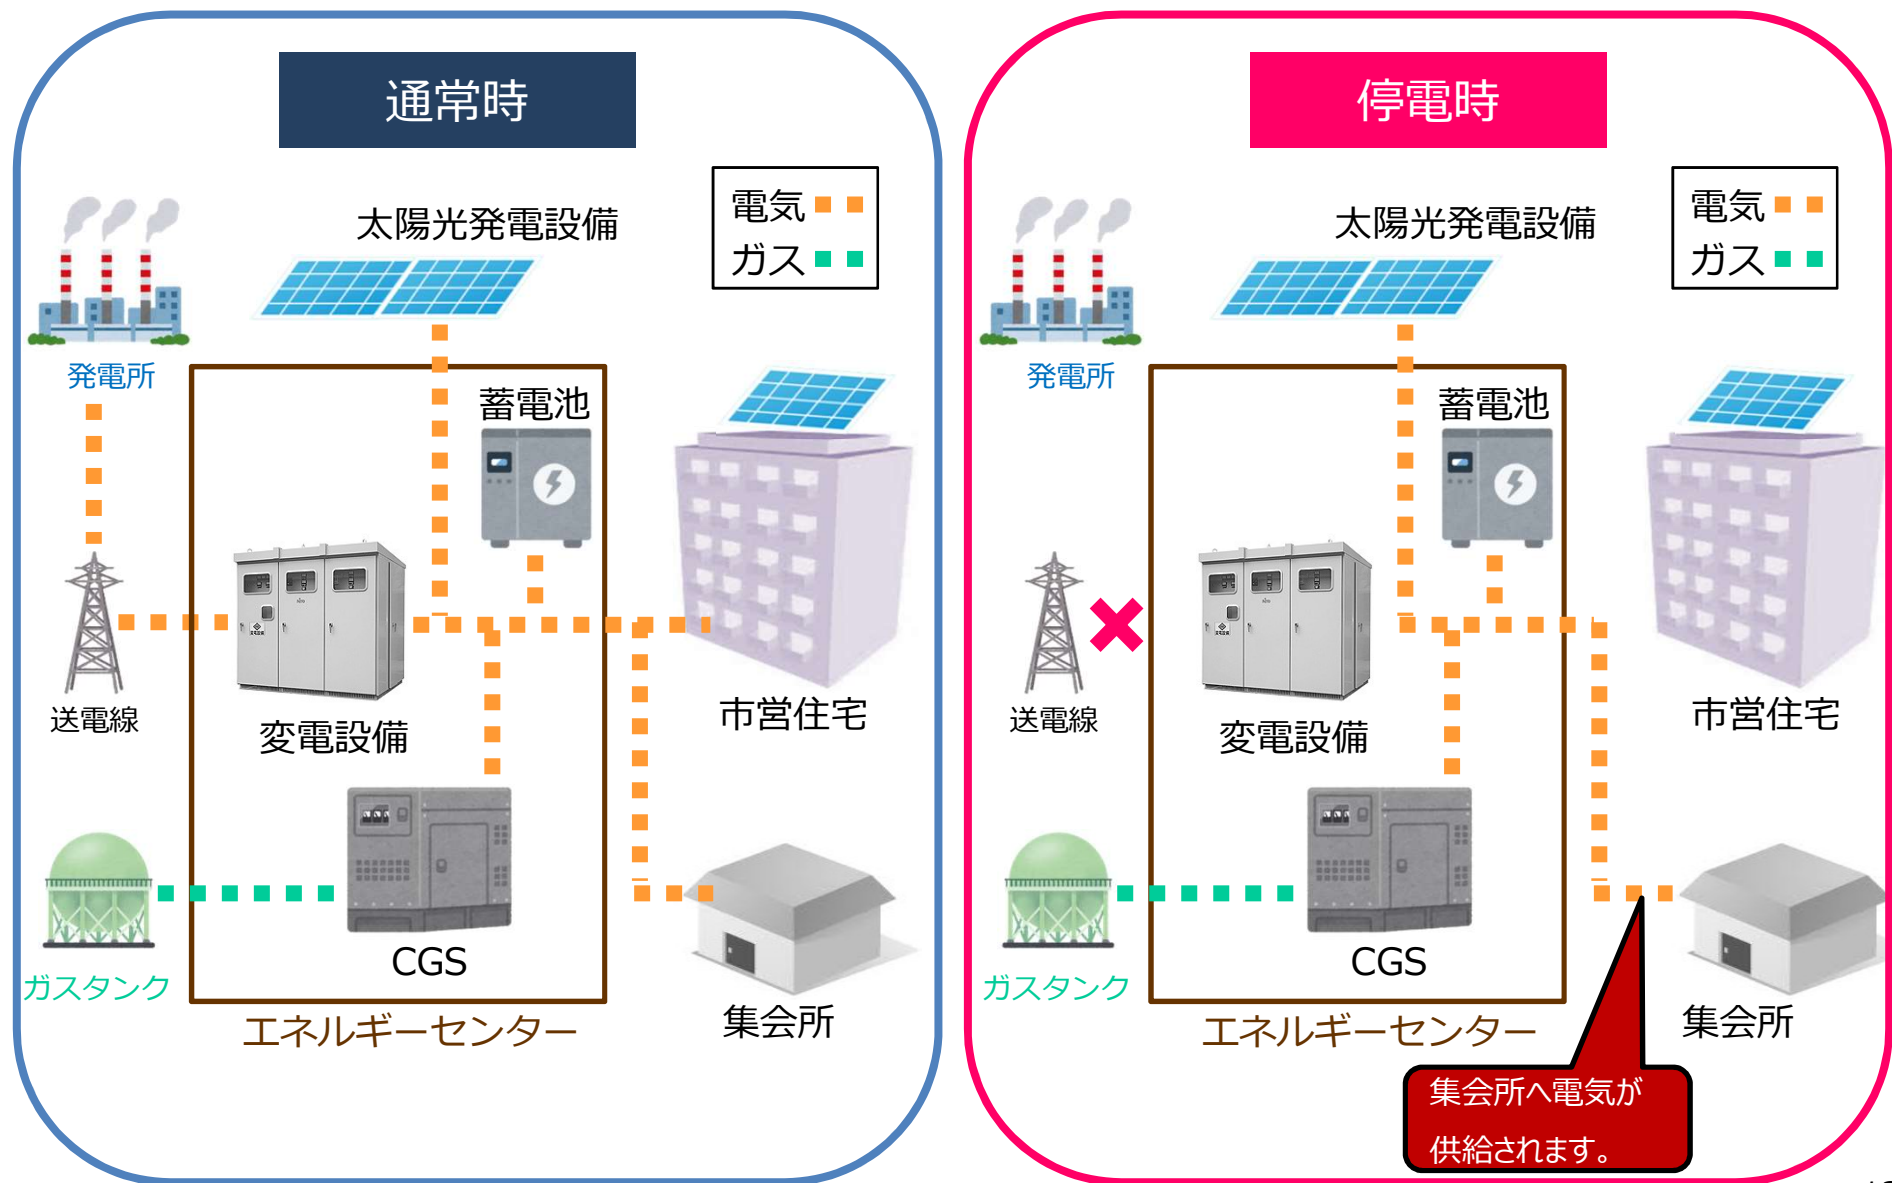 通常時
電気
ガス
太陽光発電設備
発電所
蓄電池
変電設備
送電線
市営住宅
CGS
ガスタンク
集会所
エネルギーセンター
停電時
電気
ガス
太陽光発電設備
発電所
蓄電池
変電設備
送電線
市営住宅
CGS
ガスタンク
集会所
エネルギーセンター
集会所へ電気が
供給されます。